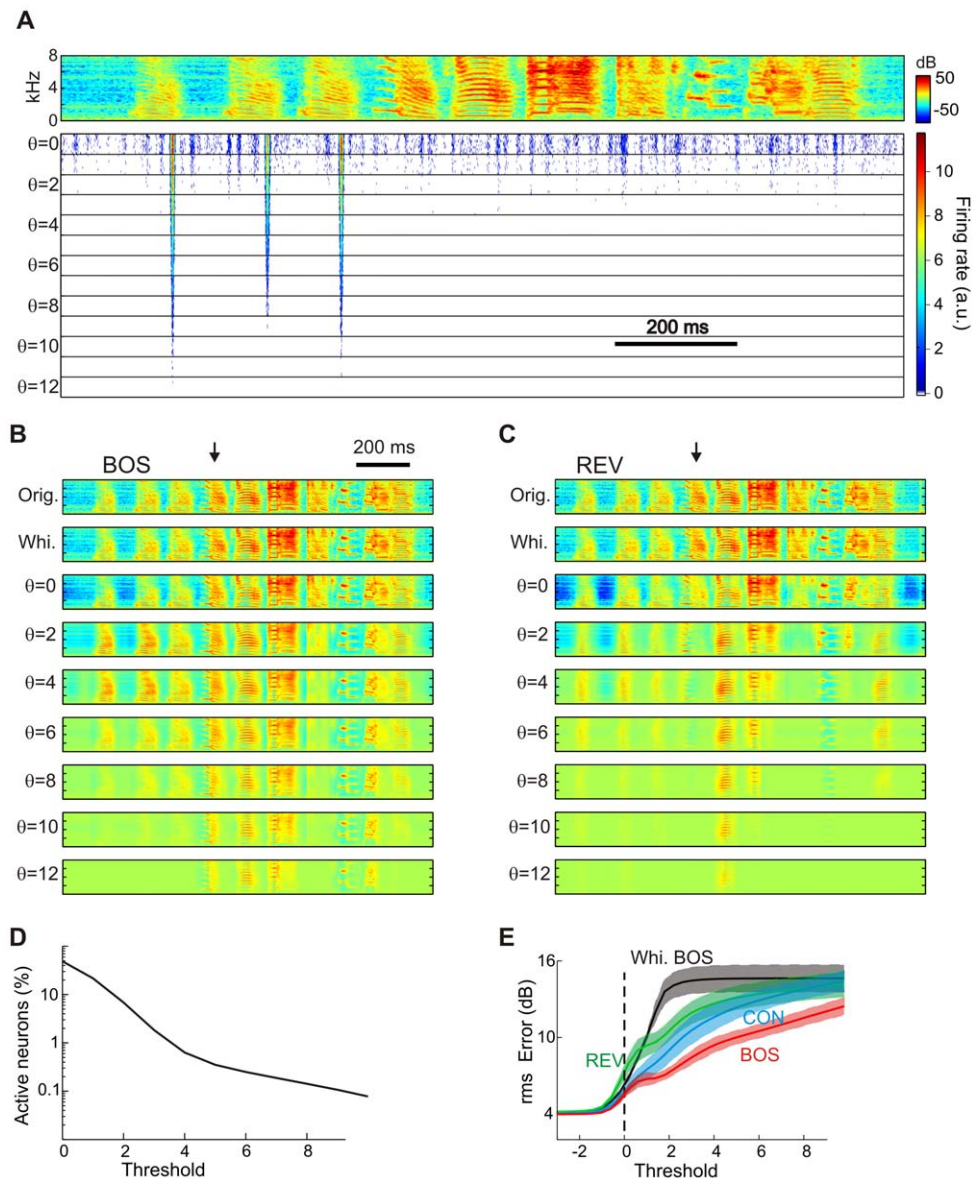 A
kHz
8
4
0
dB
50
-50
θ=0
θ=2
θ=4
θ=6
θ=8
θ=10
θ=12
200 ms
10
8
6
4
2
0
Firing rate (a.u.)
B
BOS
200 ms
Orig.
Whi.
θ=0
θ=2
θ=4
θ=6
θ=8
θ=10
θ=12
C
REV
Orig.
Whi.
θ=0
θ=2
θ=4
θ=6
θ=8
θ=10
θ=12
D
Active neurons (%)
10
1
0.1
0 2 4 6 8
Threshold
E
rms Error (dB)
16
10
4
Whi. BOS
REV
CON
BOS
-2 0 2 4 6 8
Threshold